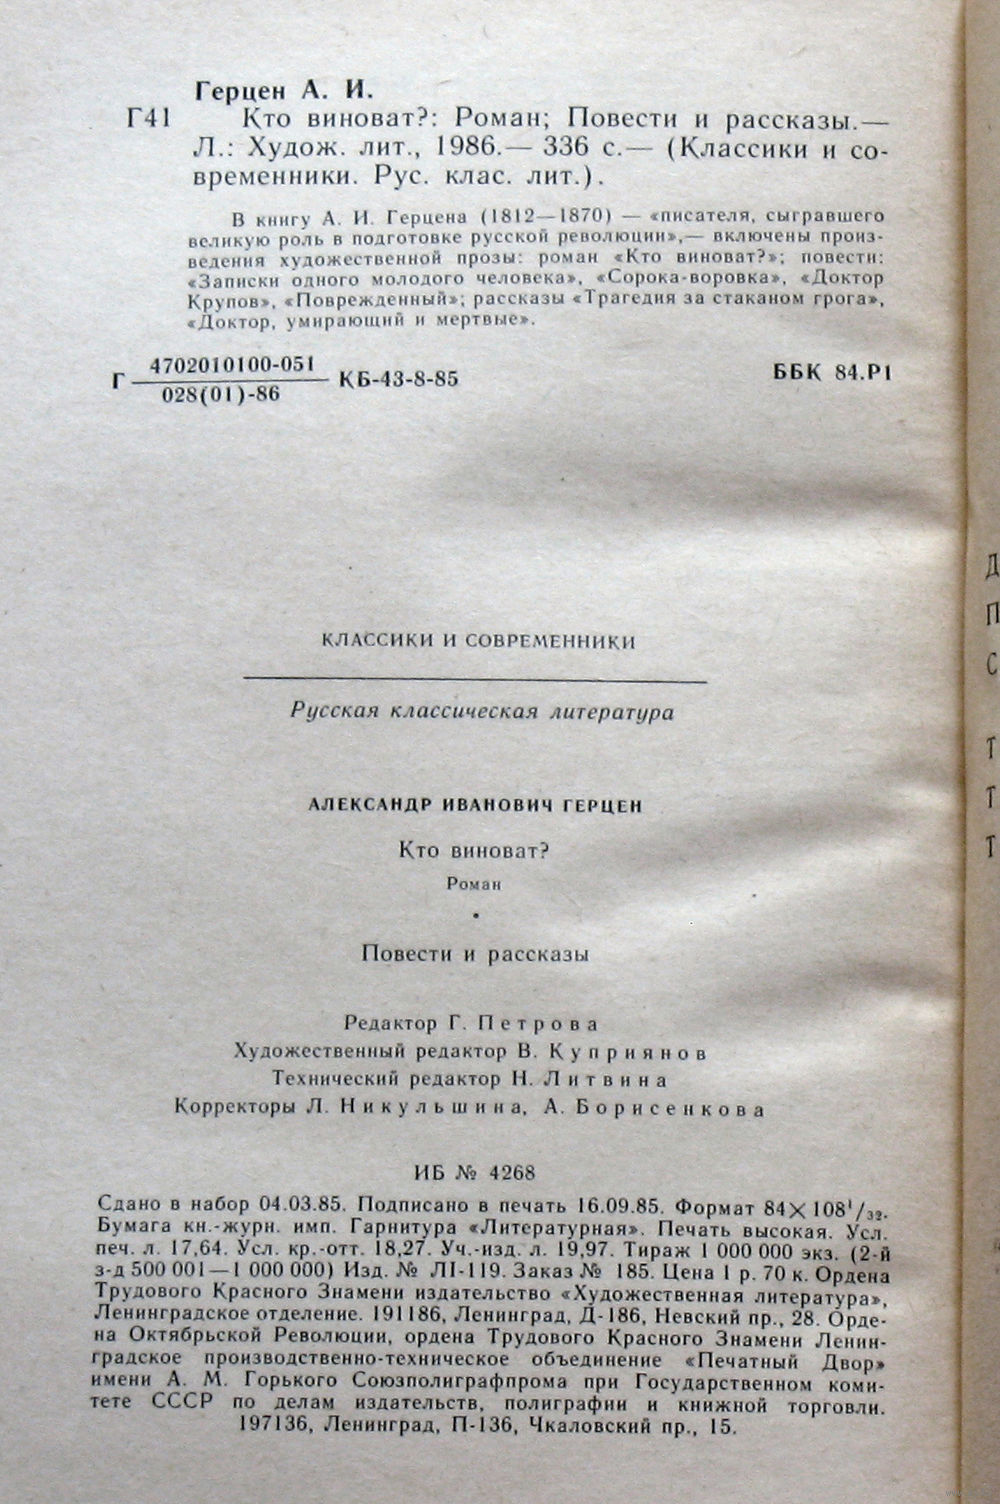 Герцен А. И.
Г41 Кто виноват?: Роман; Повести и рассказы.—
Л.: Худож. лит., 1986.— 336 с.— (Классики и со-
временники. Рус. клас. лит.).
В книгу А. И. Герцена (1812—1870) — «писателя, сыгравшего
великую роль в подготовке русской революции»,— включены произ-
ведения художественной прозы: роман «Кто виноват?»; повести:
«Записки одного молодого человека», «Сорока-воровка», «Доктор
Крупов», «Поврежденный»; рассказы «Трагедия за стаканом грога»,
«Доктор, умирающий и мертвые».
Г 4702010100-051 / 028(01)-86 КБ-43-8-85 ББК 84.Р1
КЛАССИКИ И СОВРЕМЕННИКИ
Русская классическая литература
АЛЕКСАНДР ИВАНОВИЧ ГЕРЦЕН
Кто виноват?
Роман
•
Повести и рассказы
Редактор Г. Петрова
Художественный редактор В. Куприянов
Технический редактор Н. Литвина
Корректоры Л. Никульшина, А. Борисенкова
ИБ № 4268
Сдано в набор 04.03.85. Подписано в печать 16.09.85. Формат 84×108¹/₃₂.
Бумага кн.-журн. имп. Гарнитура «Литературная». Печать высокая. Усл.
печ. л. 17,64. Усл. кр.-отт. 18,27. Уч.-изд. л. 19,97. Тираж 1 000 000 экз. (2-й
з-д 500 001—1 000 000) Изд. № ЛI-119. Заказ № 185. Цена 1 р. 70 к. Ордена
Трудового Красного Знамени издательство «Художественная литература»,
Ленинградское отделение. 191186, Ленинград, Д-186, Невский пр., 28. Орде-
на Октябрьской Революции, ордена Трудового Красного Знамени Ленин-
градское производственно-техническое объединение «Печатный Двор»
имени А. М. Горького Союзполиграфпрома при Государственном коми-
тете СССР по делам издательств, полиграфии и книжной торговли.
197136, Ленинград, П-136, Чкаловский пр., 15.
Д
П
С
Т
Т
Т